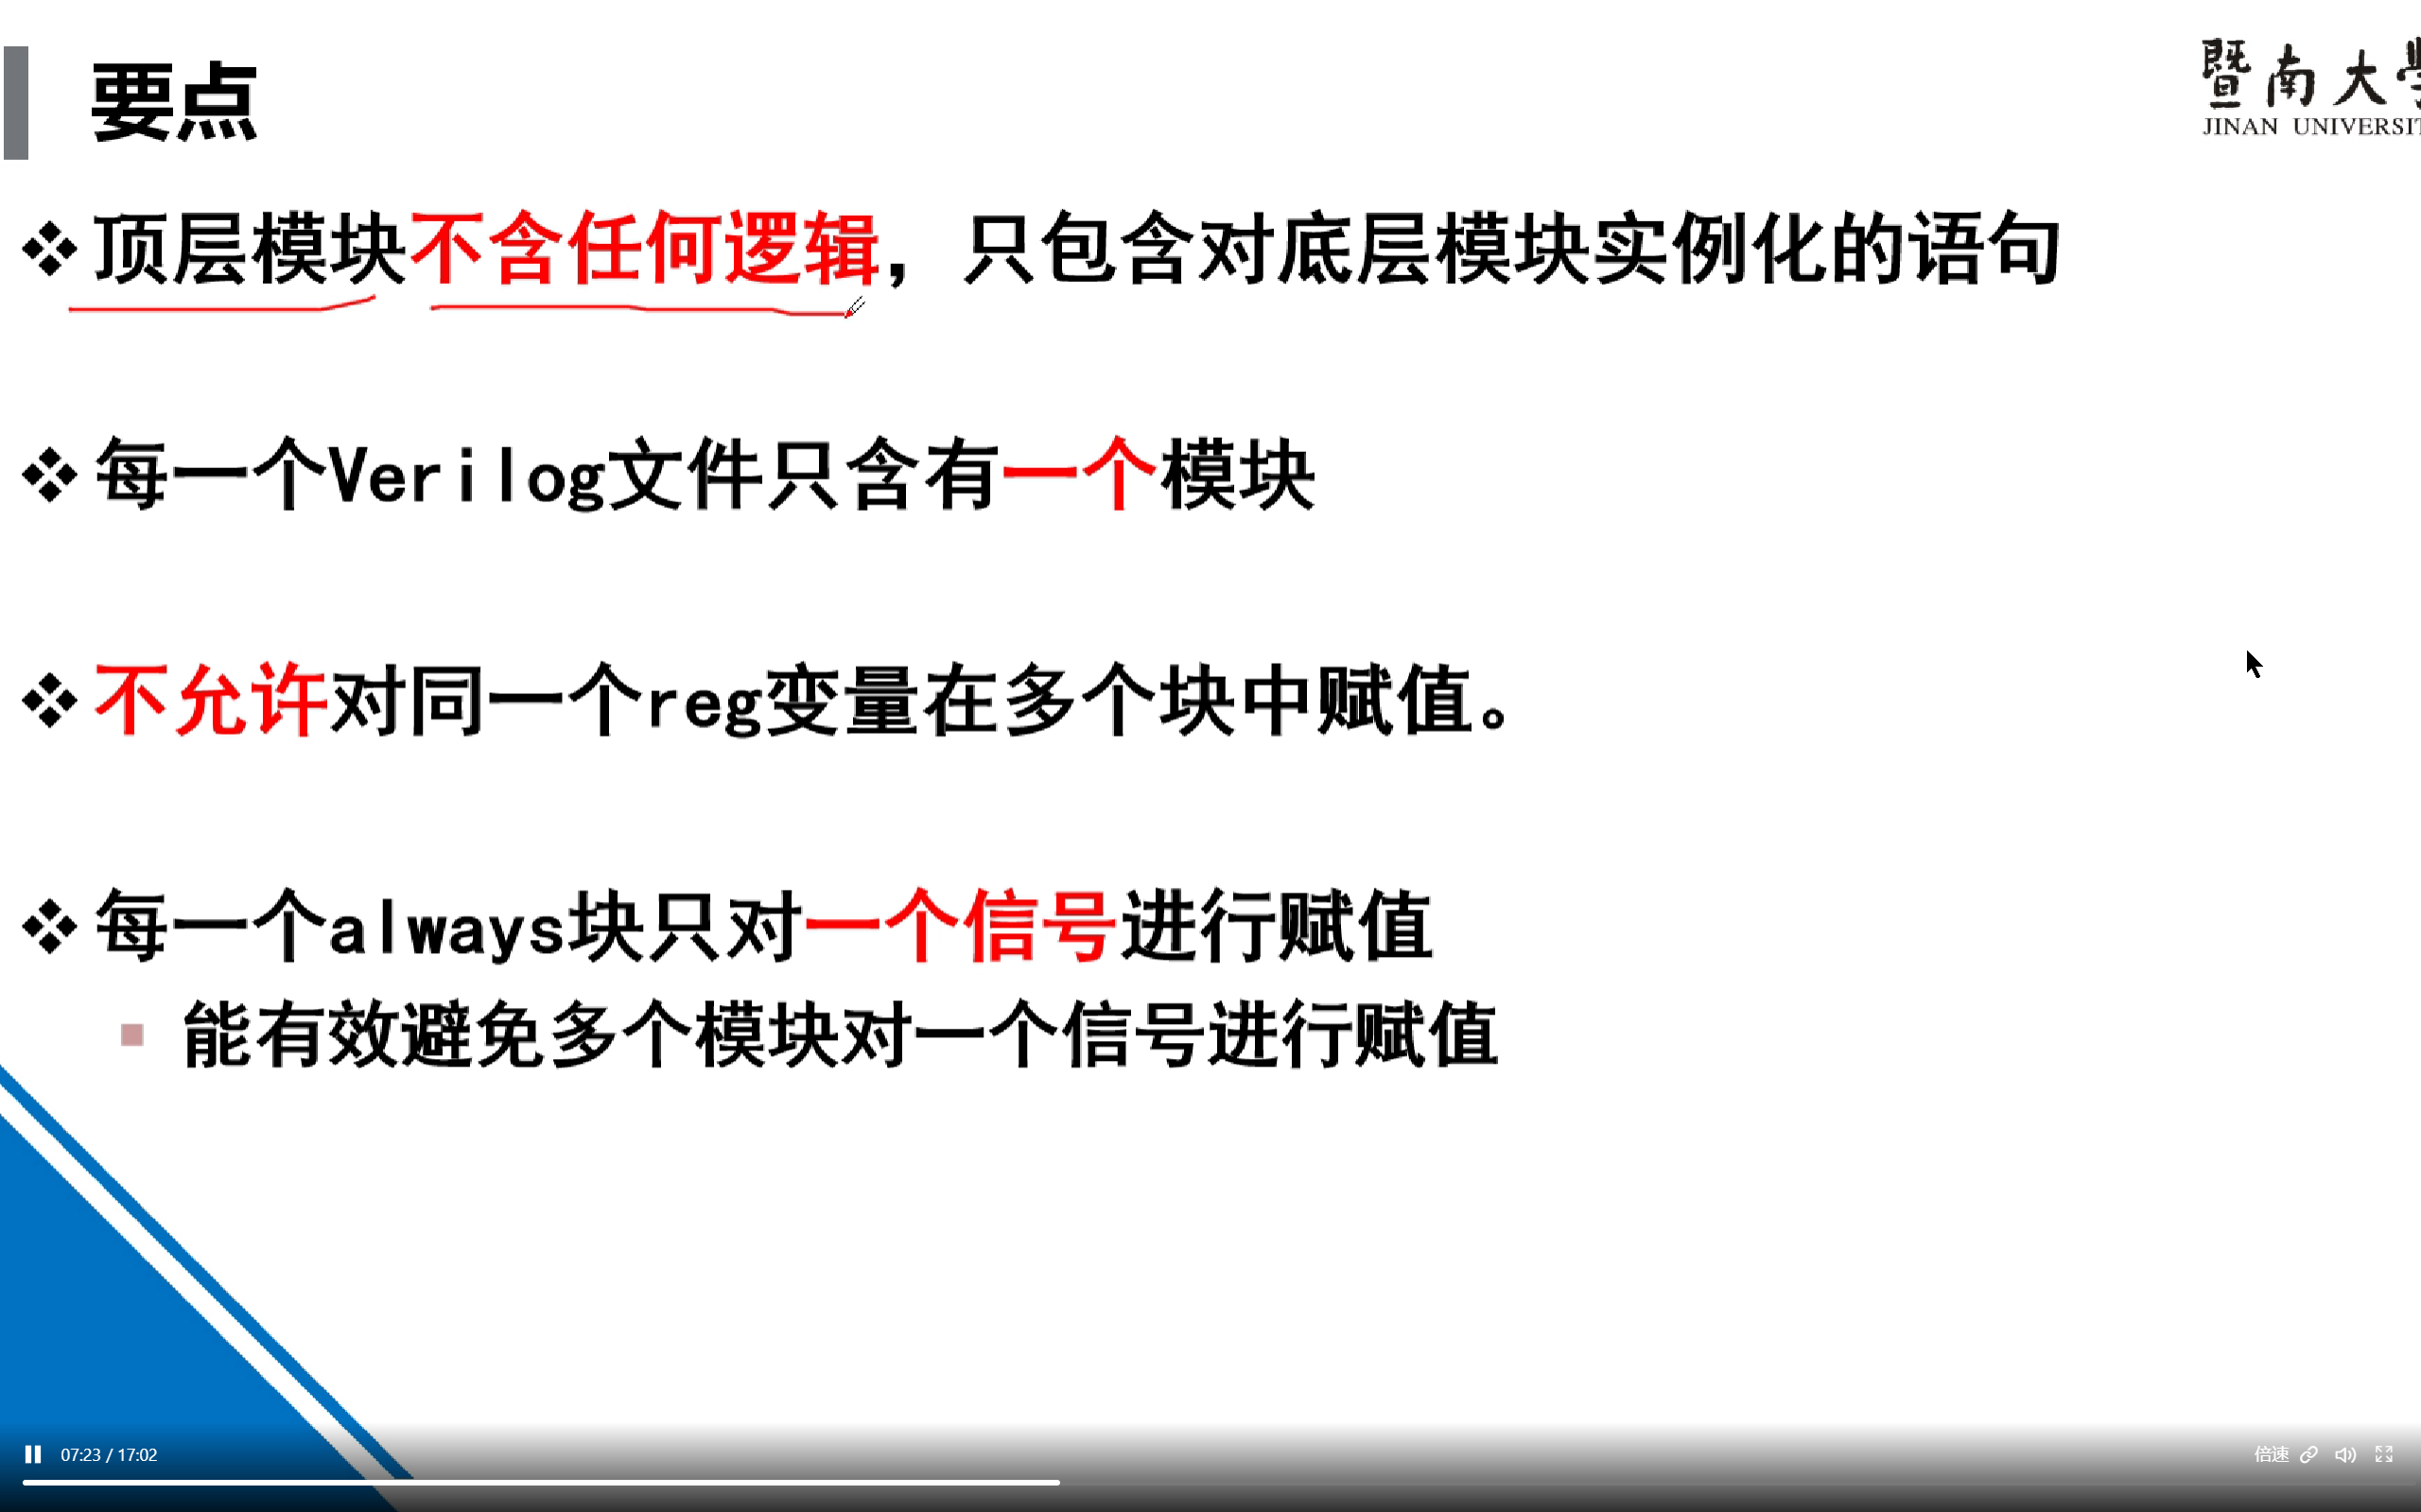 要点
暨南大學
JINAN UNIVERSIT
顶层模块不含任何逻辑，只包含对底层模块实例化的语句
每一个Verilog文件只含有一个模块
不允许对同一个reg变量在多个块中赋值。
每一个always块只对一个信号进行赋值
能有效避免多个模块对一个信号进行赋值
07:23 / 17:02
倍速